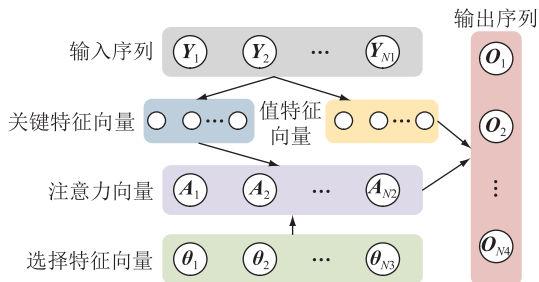 输出序列
输入序列 Y1 Y2 … YN1
O1
关键特征向量 … 值特征向量 …
O2
注意力向量 A1 A2 … AN2
⋮
选择特征向量 θ1 θ2 … θN3
ON4